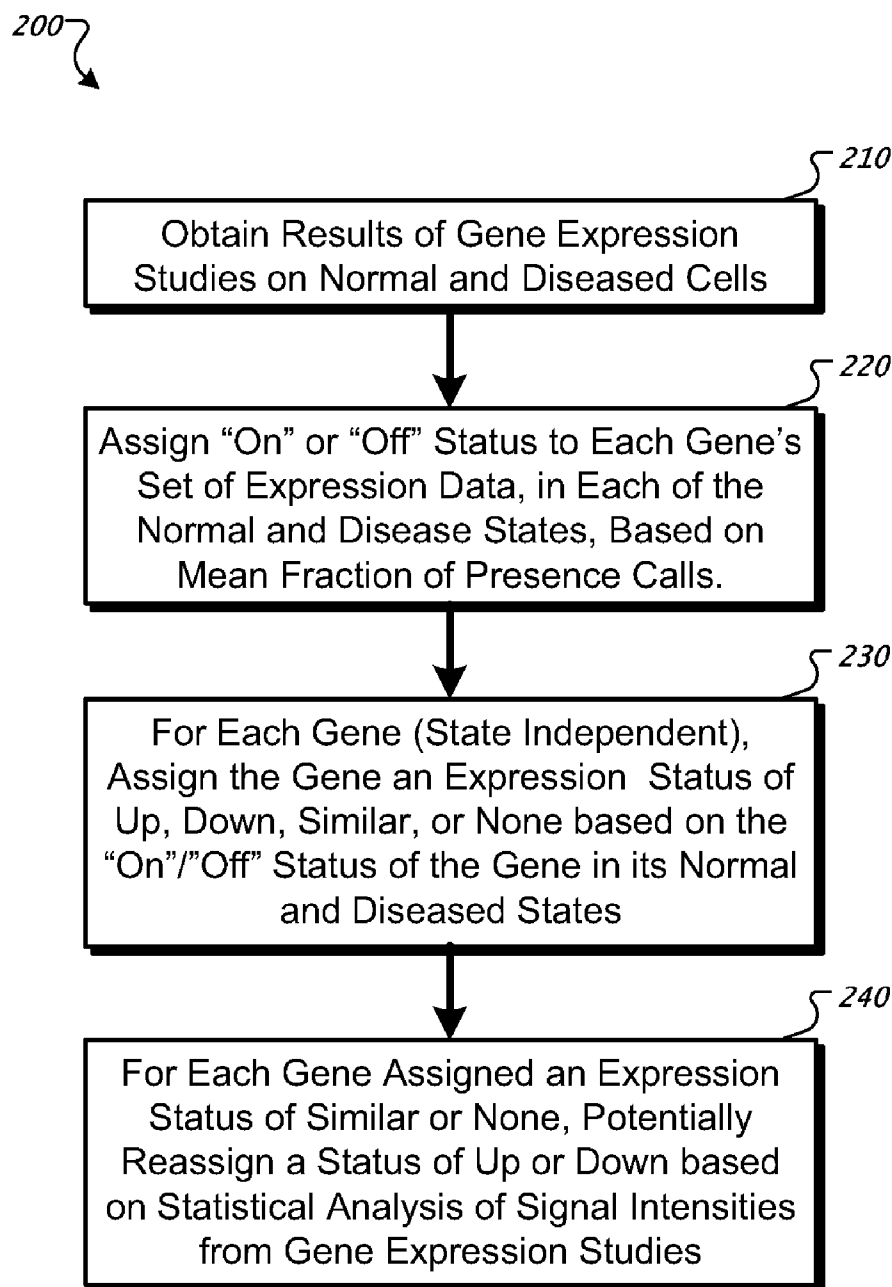 200
210
Obtain Results of Gene Expression
Studies on Normal and Diseased Cells
220
Assign “On” or “Off” Status to Each Gene’s
Set of Expression Data, in Each of the
Normal and Disease States, Based on
Mean Fraction of Presence Calls.
230
For Each Gene (State Independent),
Assign the Gene an Expression  Status of
Up, Down, Similar, or None based on the
“On”/”Off” Status of the Gene in its Normal
and Diseased States
240
For Each Gene Assigned an Expression
Status of Similar or None, Potentially
Reassign a Status of Up or Down based
on Statistical Analysis of Signal Intensities
from Gene Expression Studies